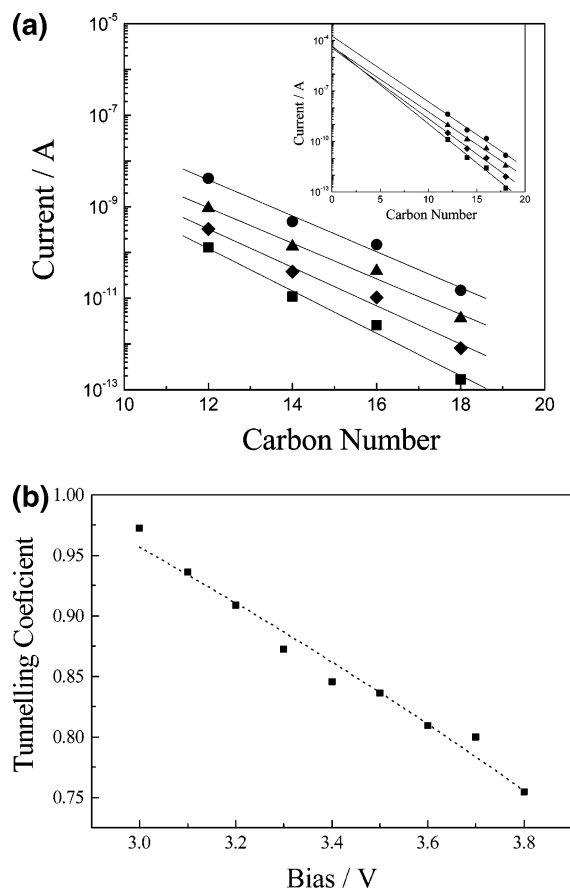 (a)
10^-5
10^-7
10^-9
10^-11
10^-13
Current / A
10 12 14 16 18 20
Carbon Number
10^-4
10^-7
10^-10
10^-13
Current / A
0 5 10 15 20
Carbon Number
(b)
1.00
0.95
0.90
0.85
0.80
0.75
Tunnelling Coeficient
3.0 3.2 3.4 3.6 3.8
Bias / V